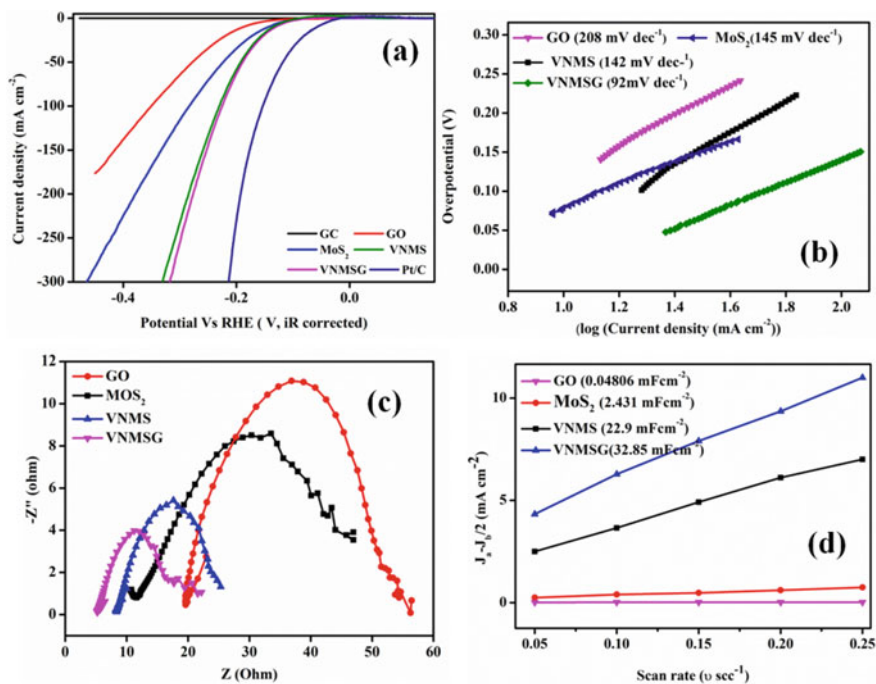 (a)
Current density (mA cm-2)
0
-50
-100
-150
-200
-250
-300
GC GO
MoS2 VNMS
VNMSG Pt/C
-0.4 -0.2 0.0
Potential Vs RHE ( V, iR corrected)
GO (208 mV dec-1) MoS2(145 mV dec-1)
VNMS (142 mV dec-1)
VNMSG (92mV dec-1)
Overpotential (V)
0.30
0.25
0.20
0.15
0.10
0.05
0.00
(b)
0.8 1.0 1.2 1.4 1.6 1.8 2.0
(log (Current density (mA cm-2))
GO
MOS2
VNMS
VNMSG
(c)
-Z'' (ohm)
12
10
8
6
4
2
0
0 10 20 30 40 50 60
Z (Ohm)
GO (0.04806 mFcm-2)
MoS2 (2.431 mFcm-2)
VNMS (22.9 mFcm-2)
VNMSG(32.85 mFcm-2)
Ja-Jb/2 (mA cm-2)
10
5
0
(d)
0.05 0.10 0.15 0.20 0.25
Scan rate (υ scc-1)